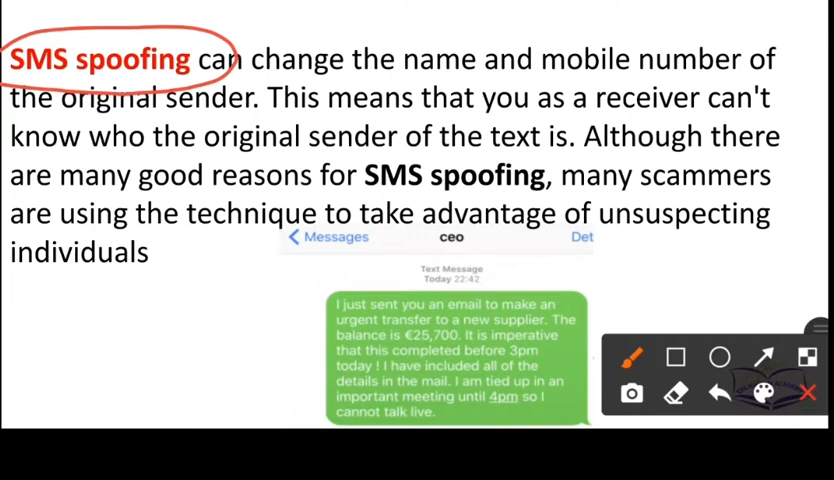 SMS spoofing can change the name and mobile number of
the original sender. This means that you as a receiver can't
know who the original sender of the text is. Although there
are many good reasons for SMS spoofing, many scammers
are using the technique to take advantage of unsuspecting
individuals
Messages ceo Det
Text Message
Today 22:42
I just sent you an email to make an
urgent transfer to a new supplier. The
balance is €25,700. It is imperative
that this completed before 3pm
today ! I have included all of the
details in the mail. I am tied up in an
important meeting until 4pm so I
cannot talk live.